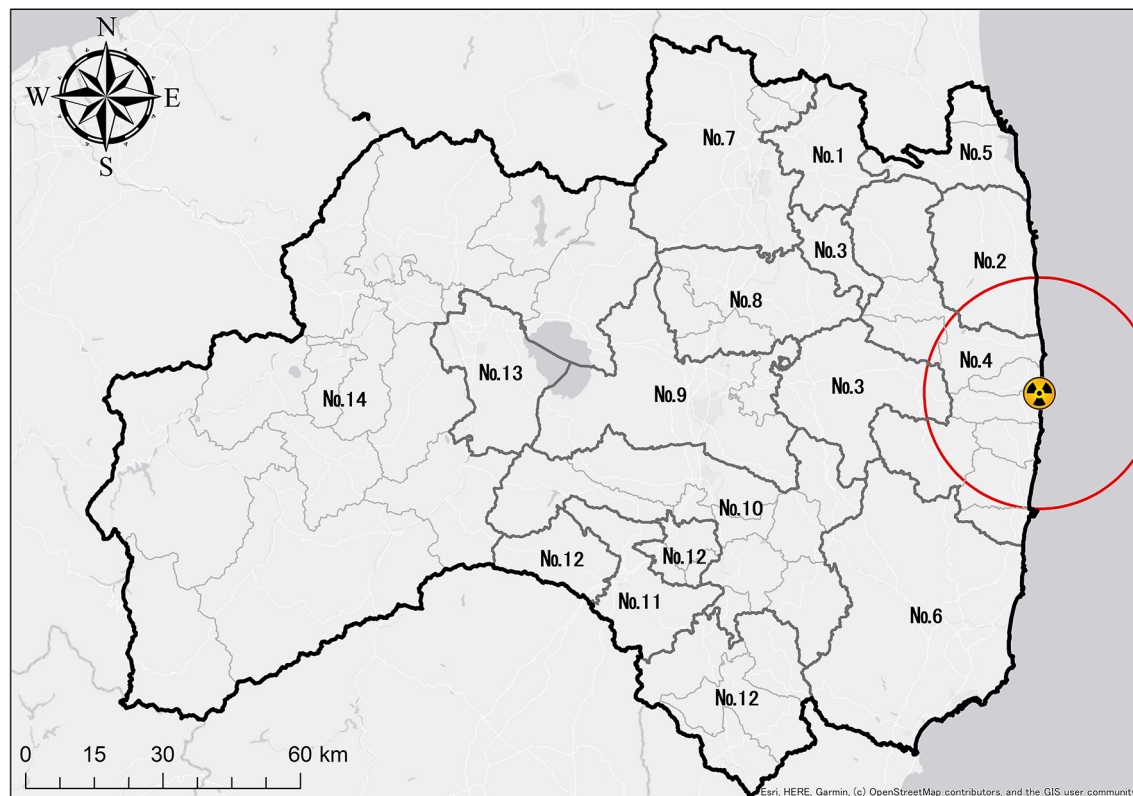 N
W E
S
No.7
No.1
No.5
No.3
No.2
No.8
No.4
No.13
No.3
No.14
No.9
No.10
No.12
No.12
No.11
No.6
No.12
0 15 30 60 km
Esri, HERE, Garmin, (c) OpenStreetMap contributors, and the GIS user community